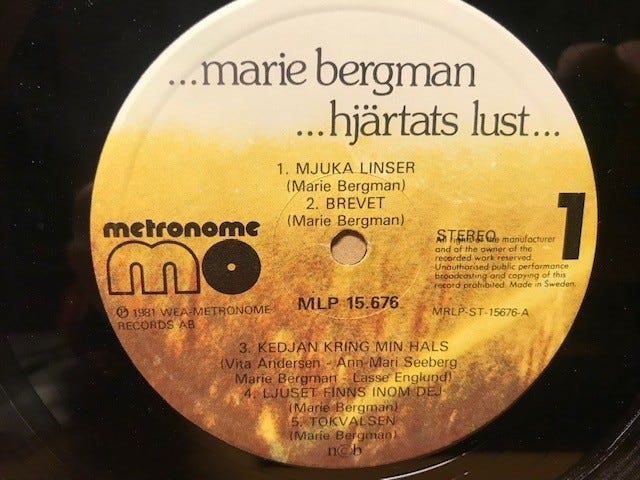 ...marie bergman
...hjärtats lust...
1. MJUKA LINSER
(Marie Bergman)
2. BREVET
(Marie Bergman)
metronome
mo
1
STEREO
All rights of the manufacturer
and of the owner of the
recorded work reserved.
Unauthorised public performance
broadcasting and copying of this
record prohibited. Made in Sweden.
MLP 15.676
℗ 1981 WEA-METRONOME
RECORDS AB
MRLP-ST-15676-A
3. KEDJAN KRING MIN HALS
(Vita Andersen - Ann-Mari Seeberg
Marie Bergman - Lasse Englund)
4. LJUSET FINNS INOM DEJ
(Marie Bergman)
5. TOKVALSEN
(Marie Bergman)
n©b